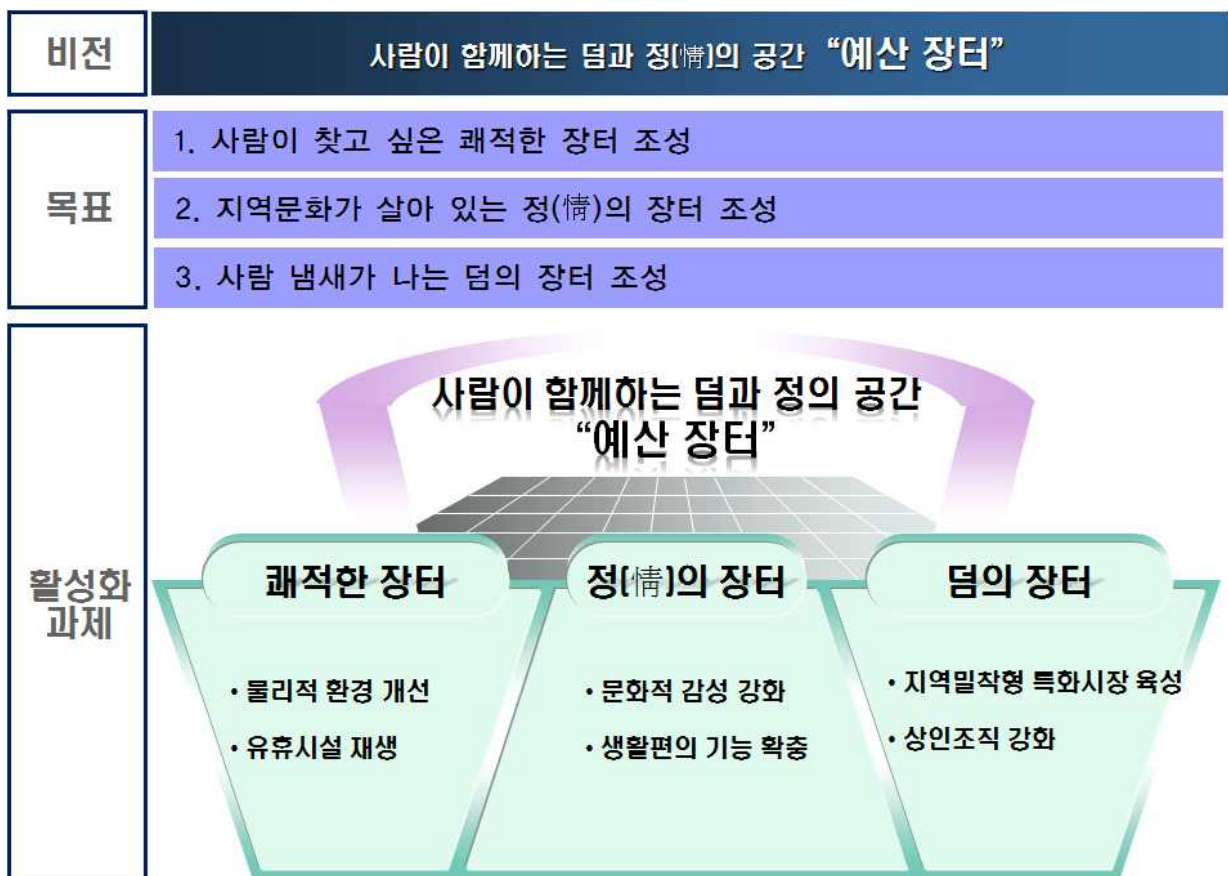 비전
사람이 함께하는 덤과 정(情)의 공간 “예산 장터”
목표
1. 사람이 찾고 싶은 쾌적한 장터 조성
2. 지역문화가 살아 있는 정(情)의 장터 조성
3. 사람 냄새가 나는 덤의 장터 조성
활성화
과제
사람이 함께하는 덤과 정의 공간
“예산 장터”
쾌적한 장터
• 물리적 환경 개선
• 유휴시설 재생
정(情)의 장터
• 문화적 감성 강화
• 생활편의 기능 확충
덤의 장터
• 지역밀착형 특화시장 육성
• 상인조직 강화